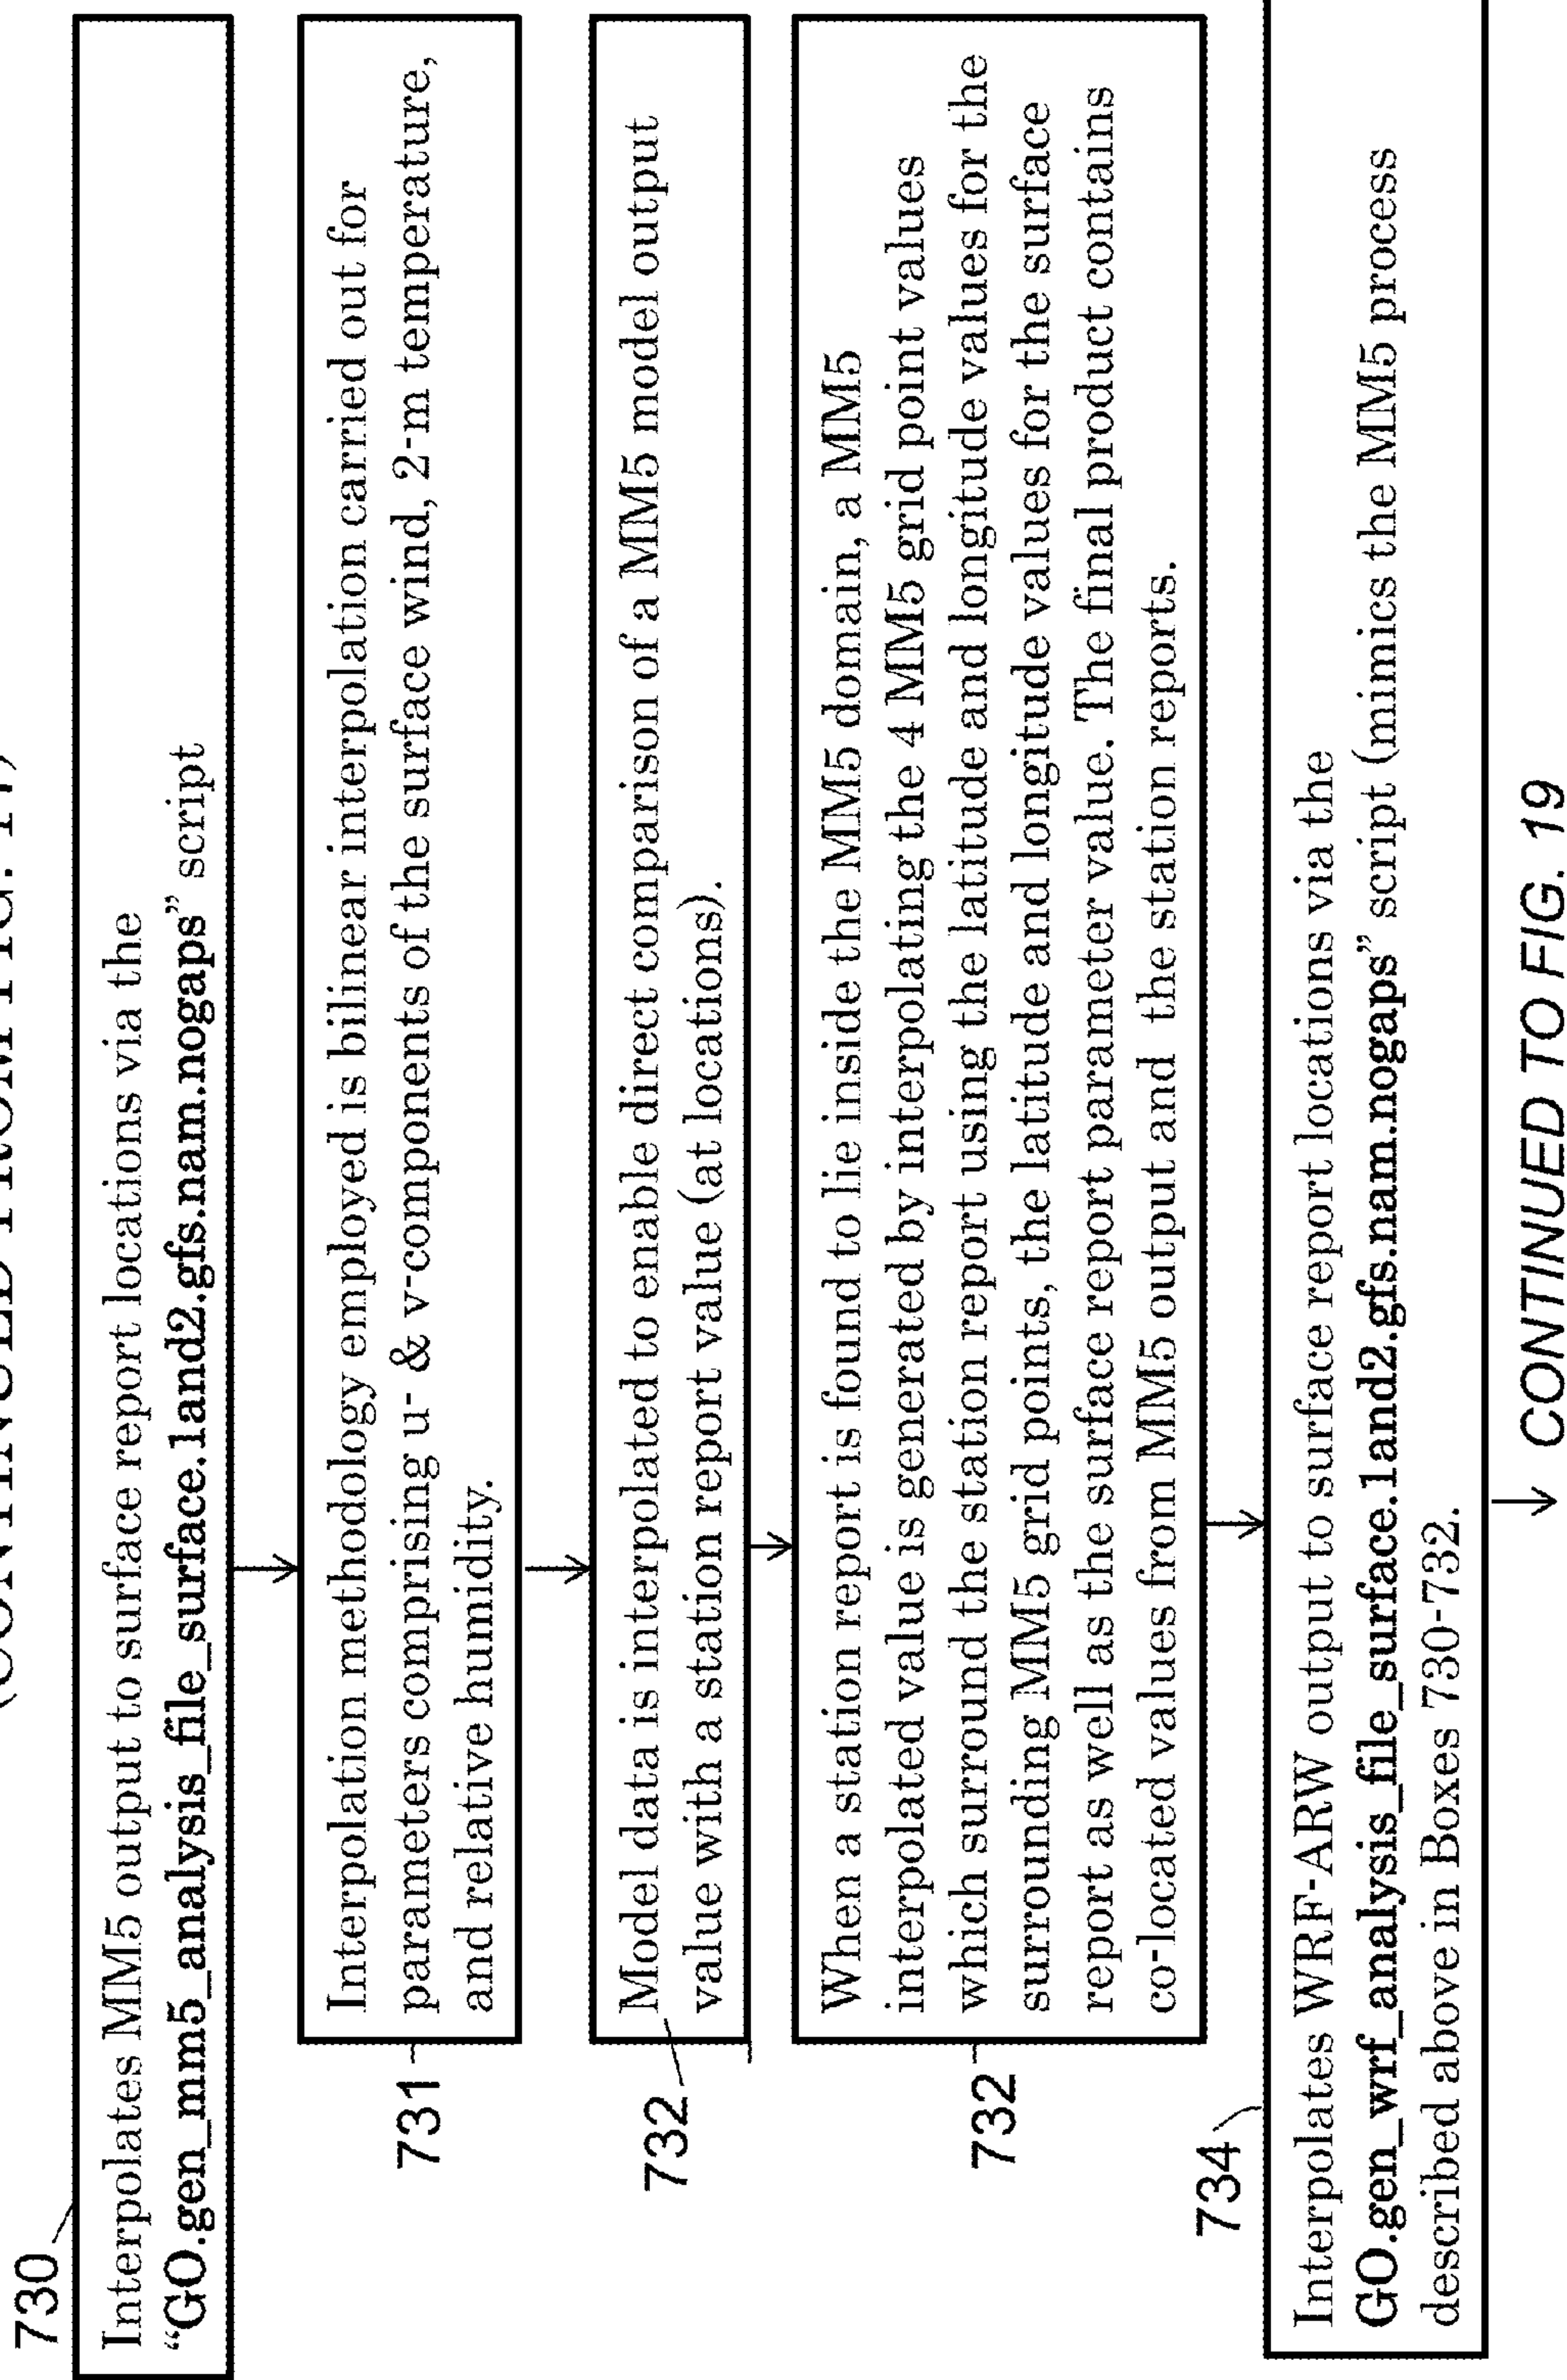 (CONTINUED FROM FIG. 17)
730
Interpolates MM5 output to surface report locations via the
“GO.gen_mm5_analysis_file_surface.land2.gfs.nam.nogaps” script
731
Interpolation methodology employed is bilinear interpolation carried out for
parameters comprising u- & v-components of the surface wind, 2-m temperature,
and relative humidity.
732
Model data is interpolated to enable direct comparison of a MM5 model output
value with a station report value (at locations).
732
When a station report is found to lie inside the MM5 domain, a MM5
interpolated value is generated by interpolating the 4 MM5 grid point values
which surround the station report using the latitude and longitude values for the
surrounding MM5 grid points, the latitude and longitude values for the surface
report as well as the surface report parameter value. The final product contains
co-located values from MM5 output and the station reports.
734
Interpolates WRF-ARW output to surface report locations via the
GO.gen_wrf_analysis_file_surface.land2.gfs.nam.nogaps” script (mimics the MM5 process
described above in Boxes 730-732.
CONTINUED TO FIG. 19